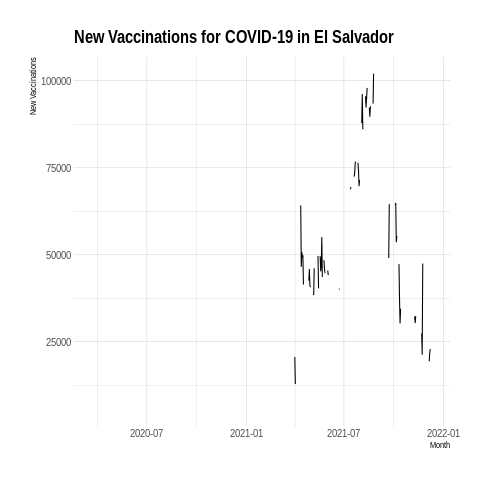 New Vaccinations for COVID-19 in El Salvador
New Vaccinations
100000
75000
50000
25000
2020-07 2021-01 2021-07 2022-01
Month